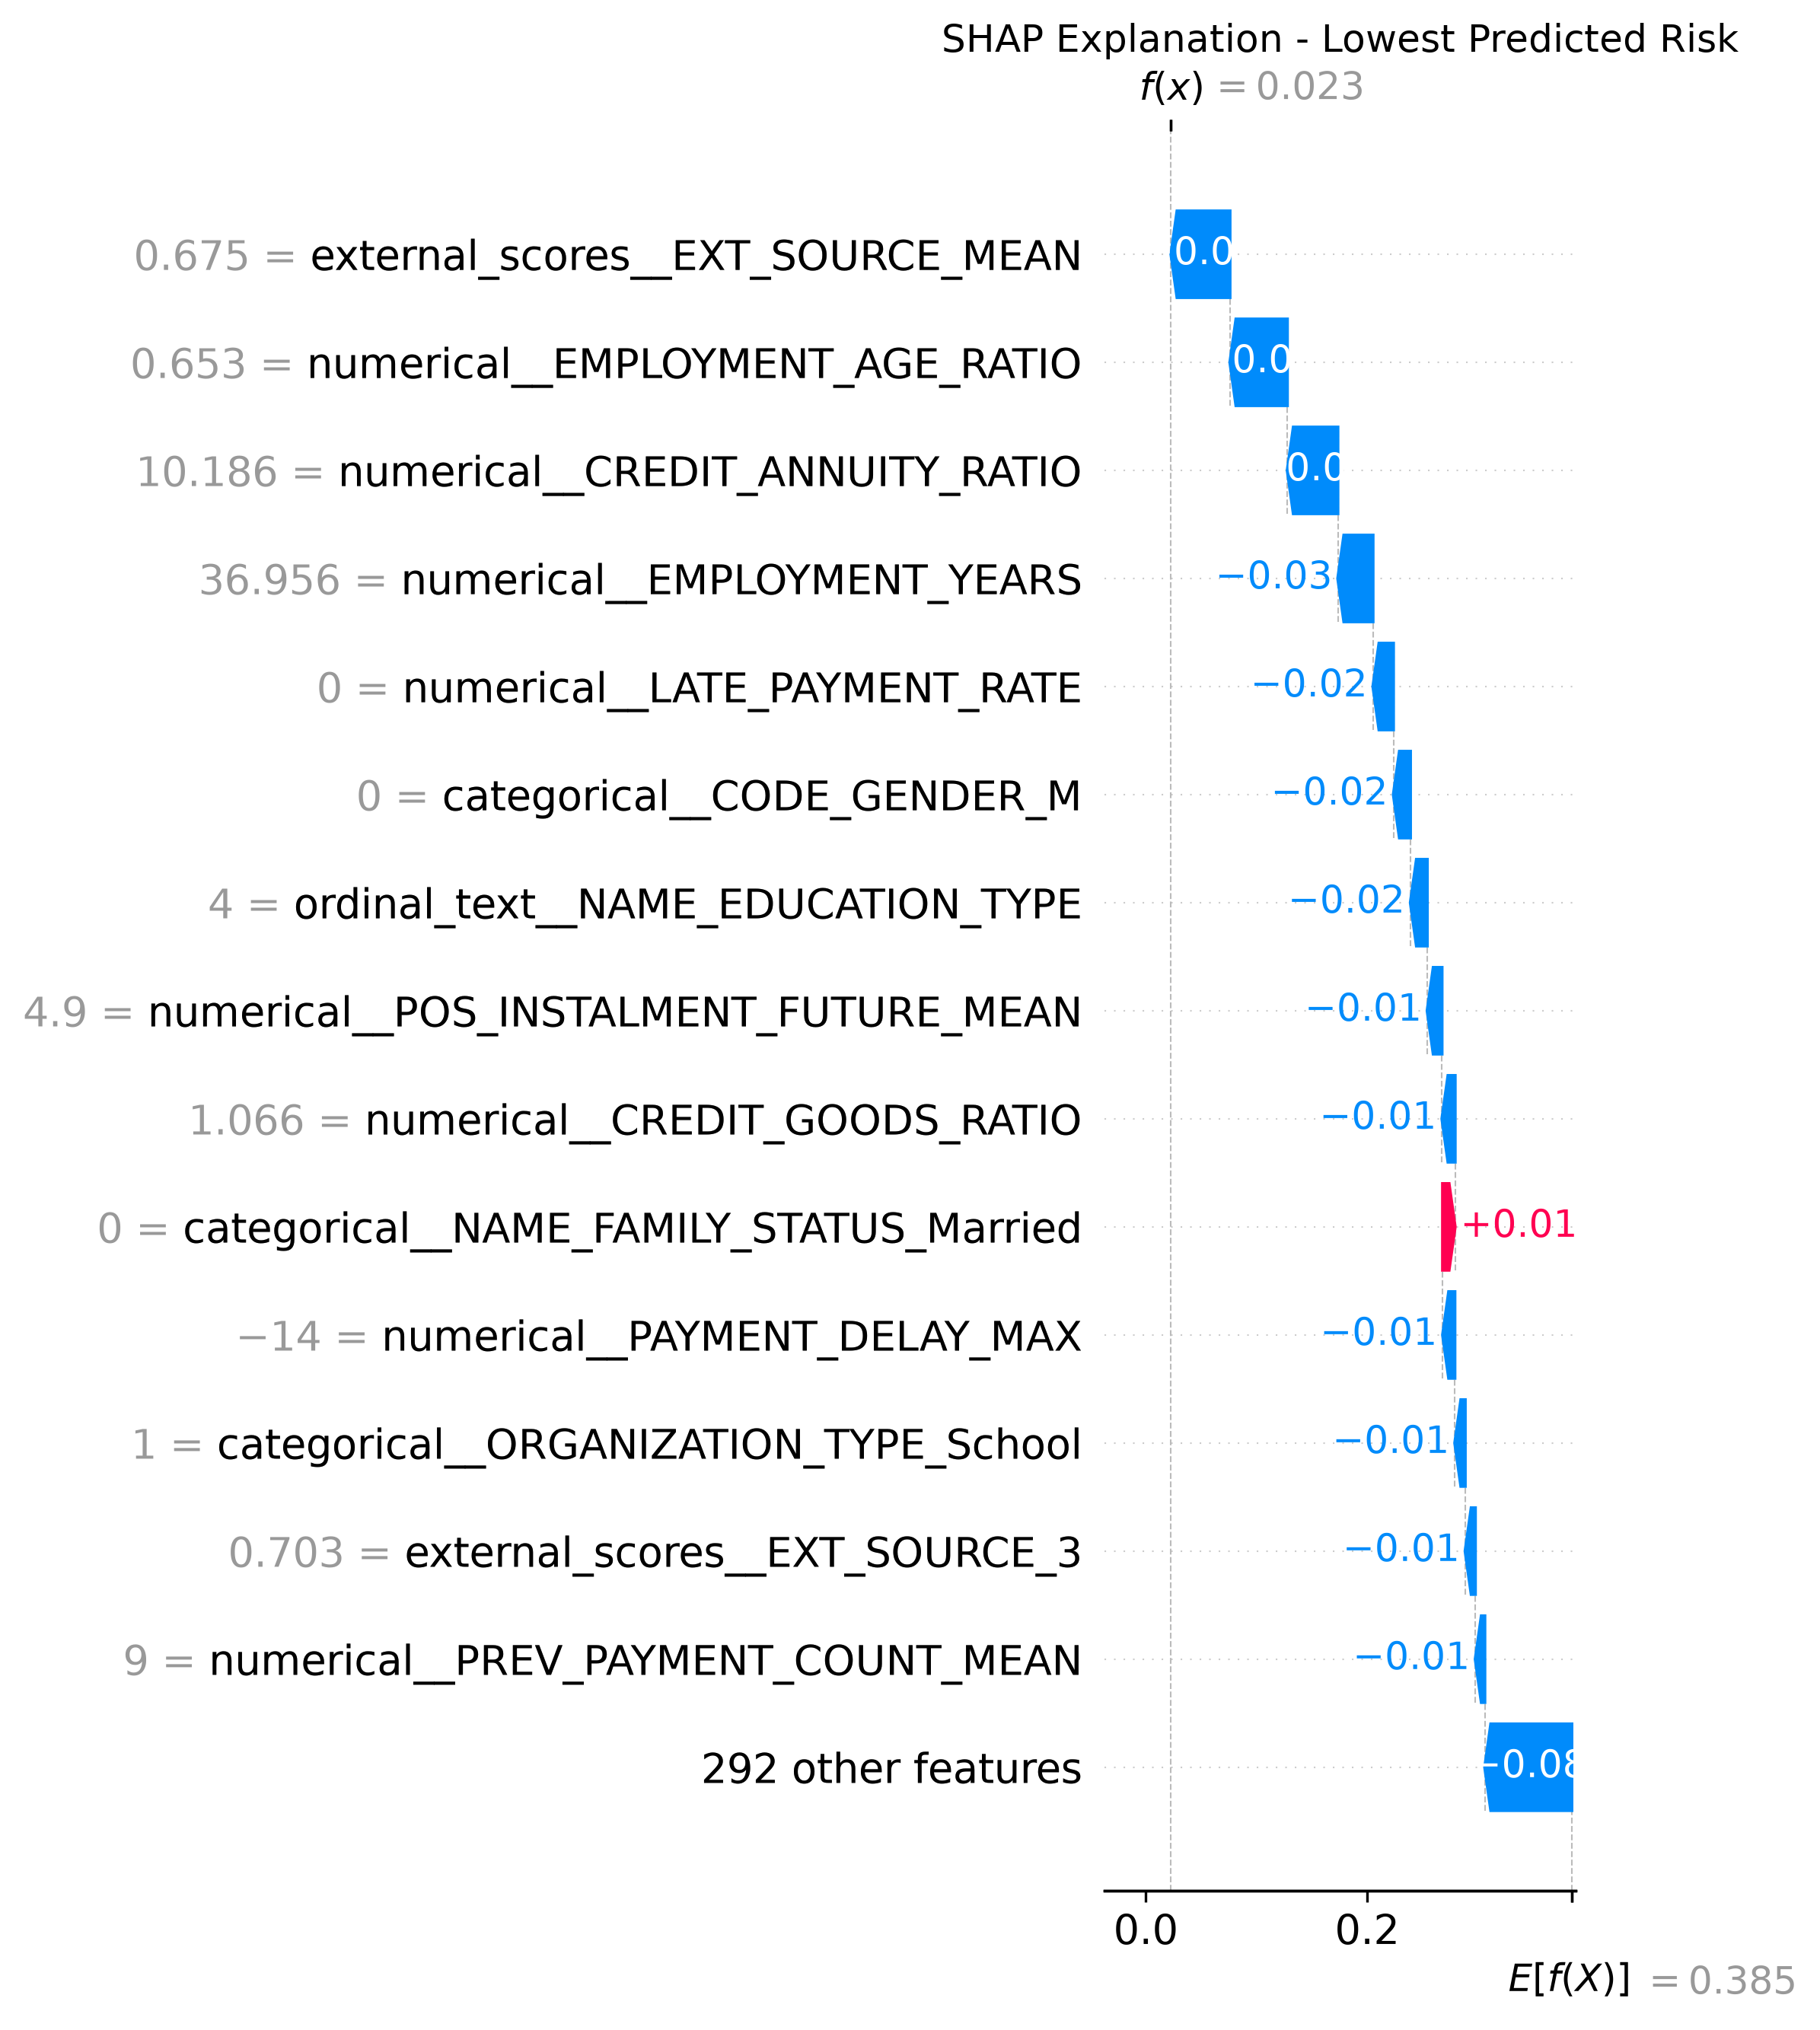 SHAP Explanation - Lowest Predicted Risk
f(x) = 0.023
0.675 = external_scores__EXT_SOURCE_MEAN
0.0
0.653 = numerical__EMPLOYMENT_AGE_RATIO
0.0
10.186 = numerical__CREDIT_ANNUITY_RATIO
0.0
36.956 = numerical__EMPLOYMENT_YEARS
−0.03
0 = numerical__LATE_PAYMENT_RATE
−0.02
0 = categorical__CODE_GENDER_M
−0.02
4 = ordinal_text__NAME_EDUCATION_TYPE
−0.02
4.9 = numerical__POS_INSTALMENT_FUTURE_MEAN
−0.01
1.066 = numerical__CREDIT_GOODS_RATIO
−0.01
0 = categorical__NAME_FAMILY_STATUS_Married
+0.01
−14 = numerical__PAYMENT_DELAY_MAX
−0.01
1 = categorical__ORGANIZATION_TYPE_School
−0.01
0.703 = external_scores__EXT_SOURCE_3
−0.01
9 = numerical__PREV_PAYMENT_COUNT_MEAN
−0.01
292 other features
−0.08
0.0 0.2
E[f(X)] = 0.385